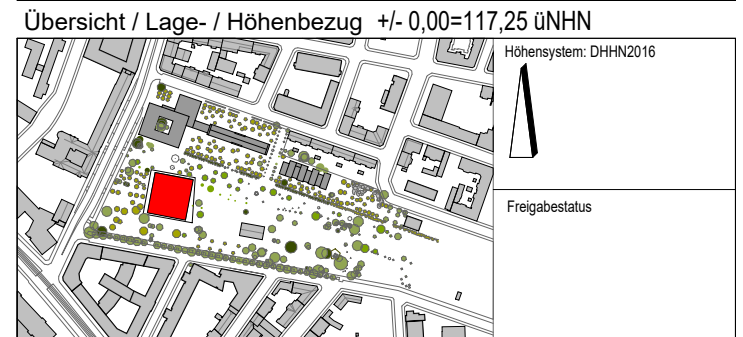 Übersicht / Lage- / Höhenbezug +/- 0,00=117,25 üNHN
Höhensystem: DHHN2016
Freigabestatus